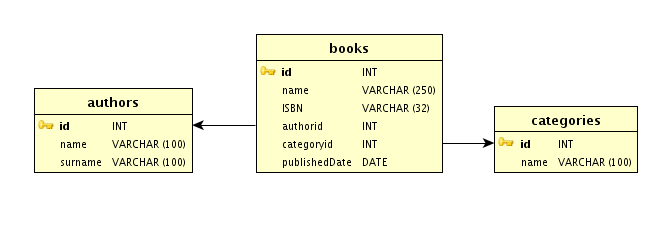 authors
id INT
name VARCHAR (100)
surname VARCHAR (100)
books
id INT
name VARCHAR (250)
ISBN VARCHAR (32)
authorid INT
categoryid INT
publishedDate DATE
categories
id INT
name VARCHAR (100)